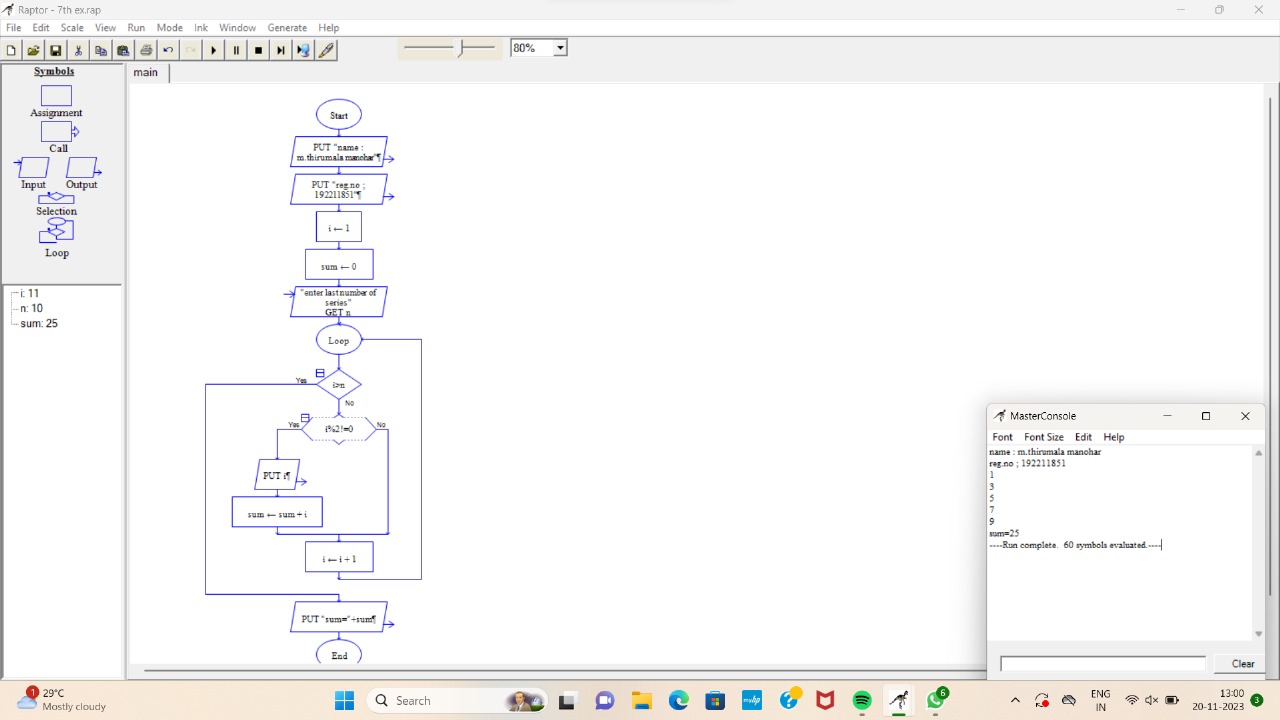 Raptor - 7th ex.rap
File Edit Scale View Run Mode Ink Window Generate Help
80%
Symbols
Assignment
Call
Input Output
Selection
Loop
i: 11
n: 10
sum: 25
main
Start
PUT "name :
m.thirumala manohar"¶
PUT "reg.no ;
192211851"¶
i ← 1
sum ← 0
"enter last number of
series"
GET n
Loop
i>n
Yes
No
i%2!=0
Yes
No
PUT i¶
sum ← sum + i
i ← i + 1
PUT "sum="+sum¶
End
MasterConsole
Font Font Size Edit Help
name : m.thirumala manohar
reg.no ; 192211851
1
3
5
7
9
sum=25
----Run complete. 60 symbols evaluated.----
Clear
1
29°C
Mostly cloudy
Search
myhp
6
ENG
IN
13:00
20-11-2023
3